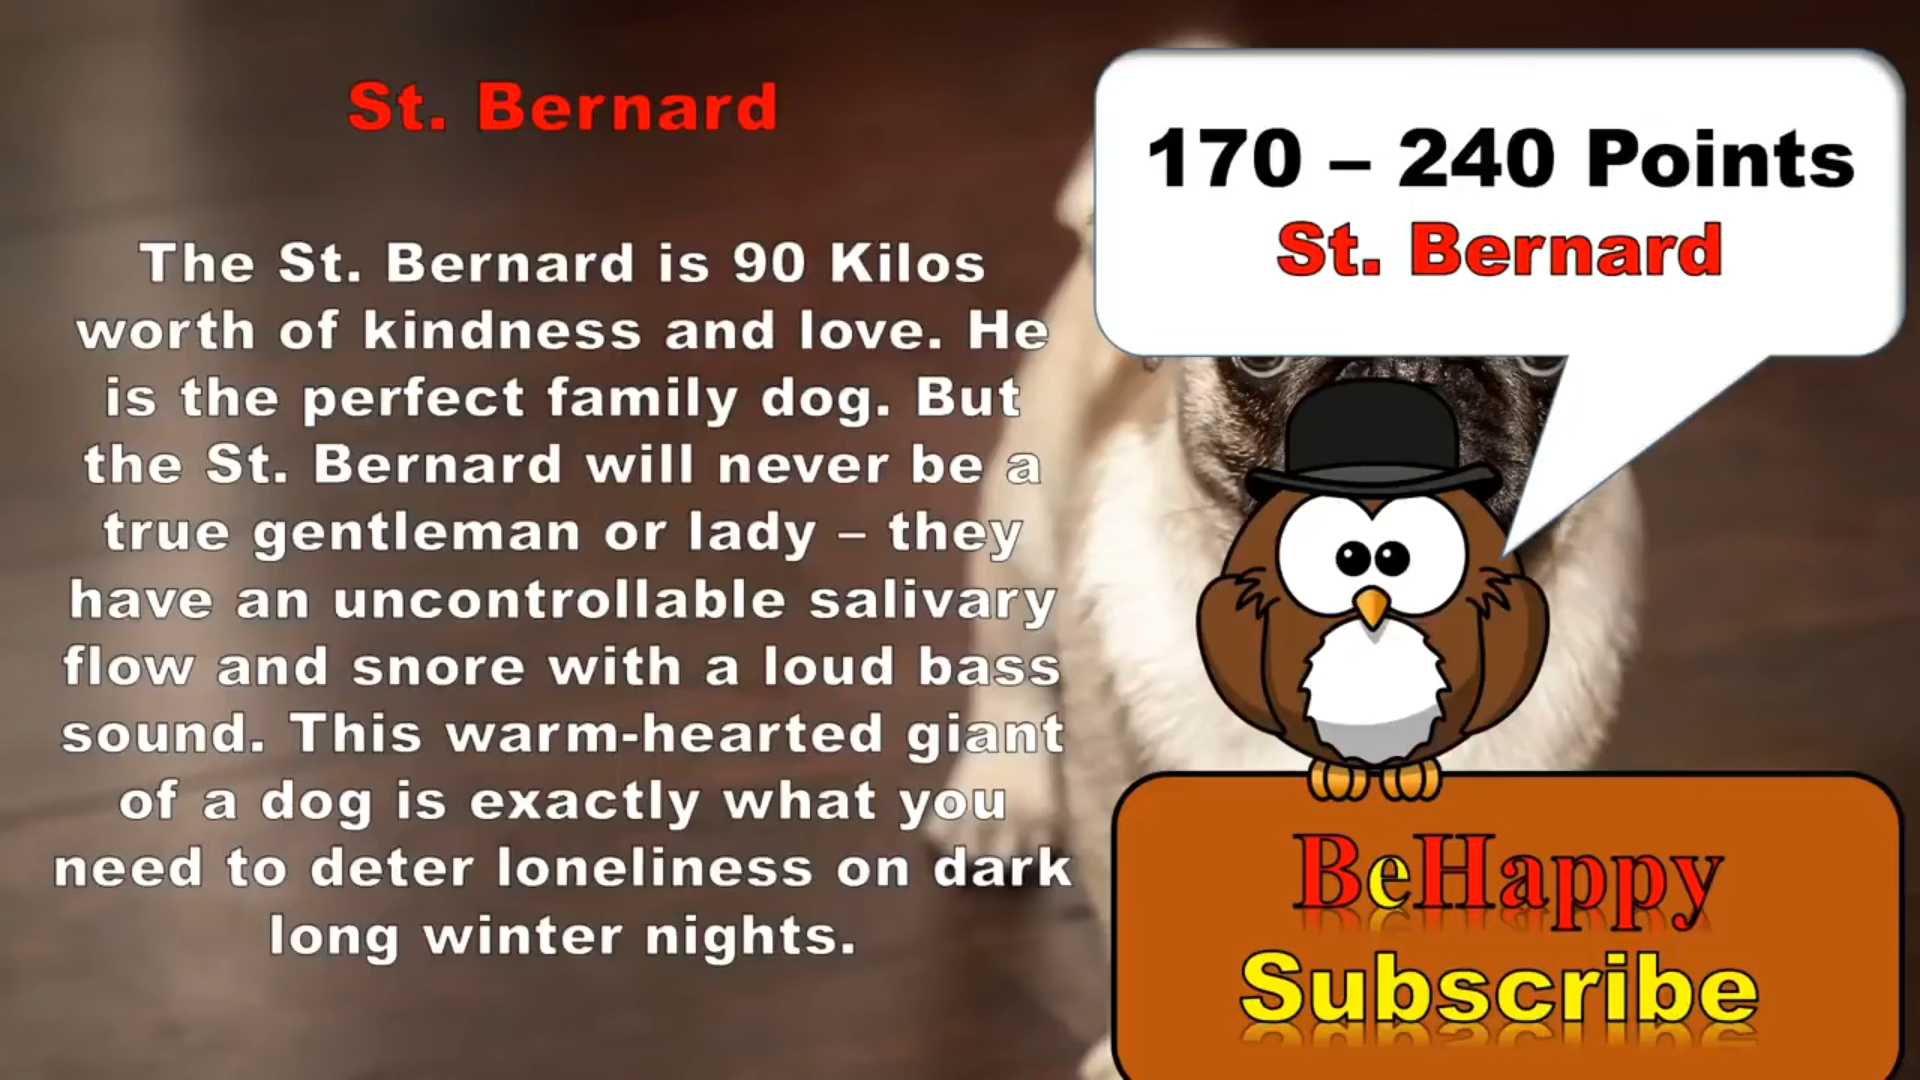 St. Bernard
The St. Bernard is 90 Kilos
worth of kindness and love. He
is the perfect family dog. But
the St. Bernard will never be a
true gentleman or lady – they
have an uncontrollable salivary
flow and snore with a loud bass
sound. This warm-hearted giant
of a dog is exactly what you
need to deter loneliness on dark
long winter nights.
170 – 240 Points
St. Bernard
BeHappy
Subscribe